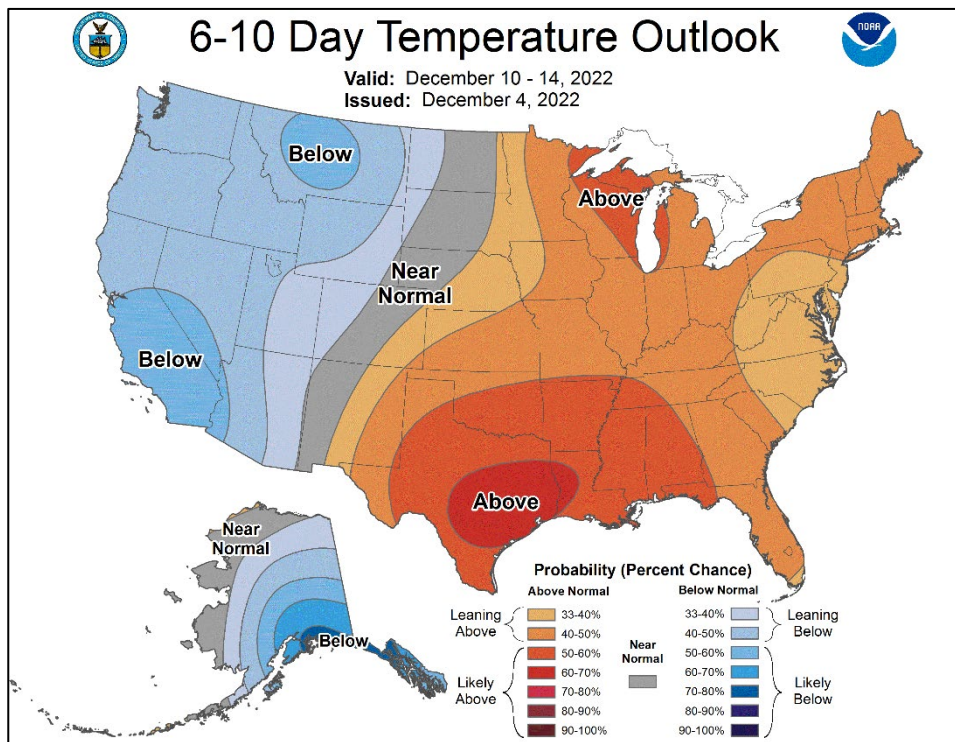 6-10 Day Temperature Outlook
NOAA
Valid: December 10 - 14, 2022
Issued: December 4, 2022
Below
Above
Near
Normal
Below
Above
Near
Normal
Below
Probability (Percent Chance)
Above Normal
Below Normal
Leaning
Above
33-40%
40-50%
Likely
Above
50-60%
60-70%
70-80%
80-90%
90-100%
Near
Normal
33-40%
40-50%
Leaning
Below
50-60%
60-70%
70-80%
80-90%
90-100%
Likely
Below